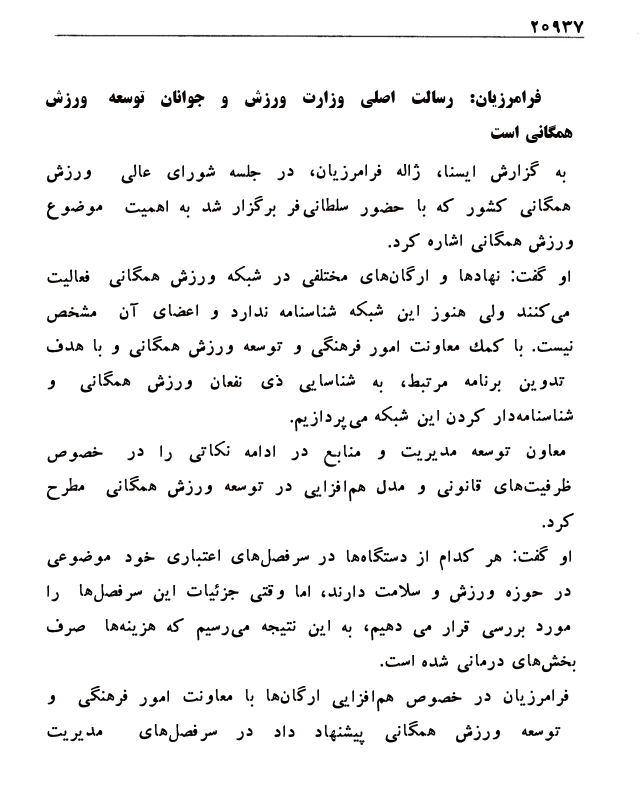 ۲۰۹۳۷
فرامرزیان: رسالت اصلی وزارت ورزش و جوانان توسعه ورزش
همگانی است
به گزارش ایسنا، ژاله فرامرزیان، در جلسه شورای عالی ورزش
همگانی کشور که با حضور سلطانی‌فر برگزار شد به اهمیت موضوع
ورزش همگانی اشاره کرد.
او گفت: نهادها و ارگان‌های مختلفی در شبکه ورزش همگانی فعالیت
می‌کنند ولی هنوز این شبکه شناسنامه ندارد و اعضای آن مشخص
نیست. با کمك معاونت امور فرهنگی و توسعه ورزش همگانی و با هدف
تدوین برنامه مرتبط، به شناسایی ذی نفعان ورزش همگانی و
شناسنامه‌دار کردن این شبکه می‌پردازیم.
معاون توسعه مدیریت و منابع در ادامه نکاتی را در خصوص
ظرفیت‌های قانونی و مدل هم‌افزایی در توسعه ورزش همگانی مطرح
کرد.
او گفت: هر کدام از دستگاه‌ها در سرفصل‌های اعتباری خود موضوعی
در حوزه ورزش و سلامت دارند، اما وقتی جزئیات این سرفصل‌ها را
مورد بررسی قرار می دهیم، به این نتیجه می‌رسیم که هزینه‌ها صرف
بخش‌های درمانی شده است.
فرامرزیان در خصوص هم‌افزایی ارگان‌ها با معاونت امور فرهنگی و
توسعه ورزش همگانی پیشنهاد داد در سرفصل‌های مدیریت